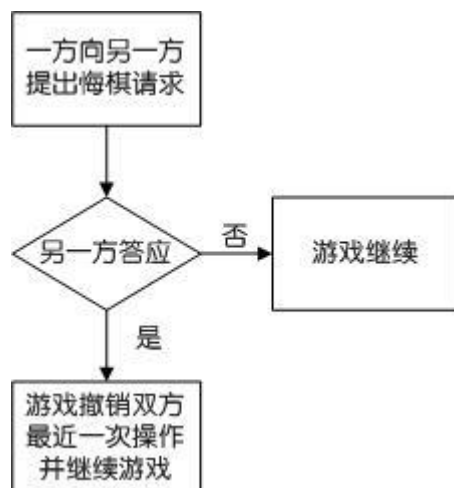 一方向另一方
提出悔棋请求
另一方答应
否
游戏继续
是
游戏撤销双方
最近一次操作
并继续游戏